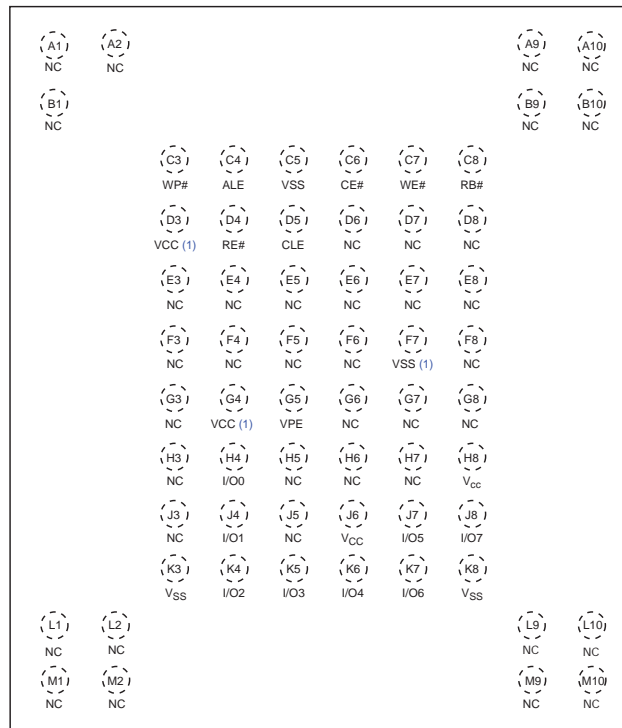 A1 A2 A9 A10
NC NC NC NC
B1 B9 B10
NC NC NC
C3 C4 C5 C6 C7 C8
WP# ALE VSS CE# WE# RB#
D3 D4 D5 D6 D7 D8
VCC (1) RE# CLE NC NC NC
E3 E4 E5 E6 E7 E8
NC NC NC NC NC NC
F3 F4 F5 F6 F7 F8
NC NC NC NC VSS (1) NC
G3 G4 G5 G6 G7 G8
NC VCC (1) VPE NC NC NC
H3 H4 H5 H6 H7 H8
NC I/O0 NC NC NC Vcc
J3 J4 J5 J6 J7 J8
NC I/O1 NC VCC I/O5 I/O7
K3 K4 K5 K6 K7 K8
VSS I/O2 I/O3 I/O4 I/O6 VSS
L1 L2 L9 L10
NC NC NC NC
M1 M2 M9 M10
NC NC NC NC